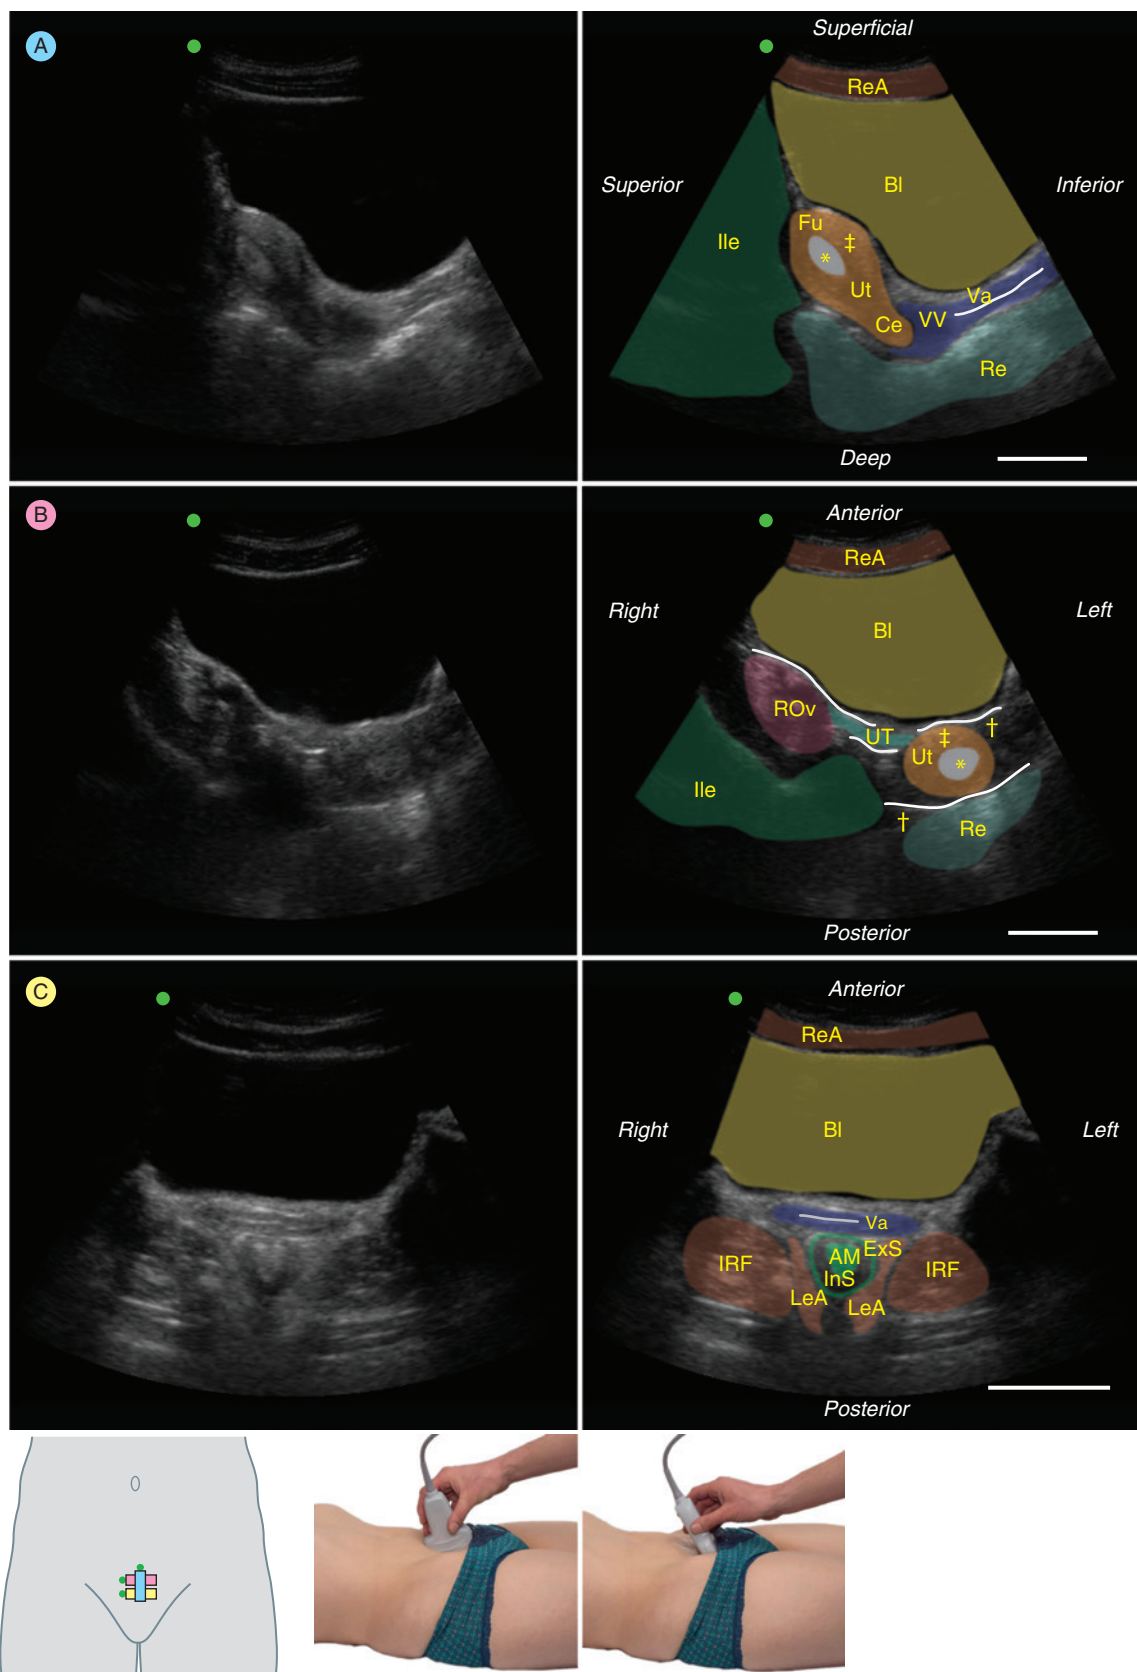 A
Superficial
ReA
Superior
Bl
Inferior
Fu
‡
Ile
*
Ut
Va
Ce
VV
Re
Deep
B
Anterior
ReA
Right
Left
Bl
ROv
UT
‡
†
Ut
*
Ile
†
Re
Posterior
C
Anterior
ReA
Right
Bl
Left
Va
ExS
AM
IRF
IRF
InS
LeA
LeA
Posterior